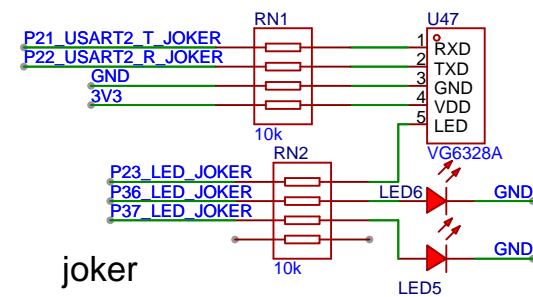 RN1
U47
P21_USART2_T_JOKER
1
RXD
P22_USART2_R_JOKER
2
TXD
GND
3
GND
3V3
4
VDD
5
LED
10k
RN2
VG6328A
P23_LED_JOKER
P36_LED_JOKER
LED6
GND
P37_LED_JOKER
GND
10k
joker
LED5